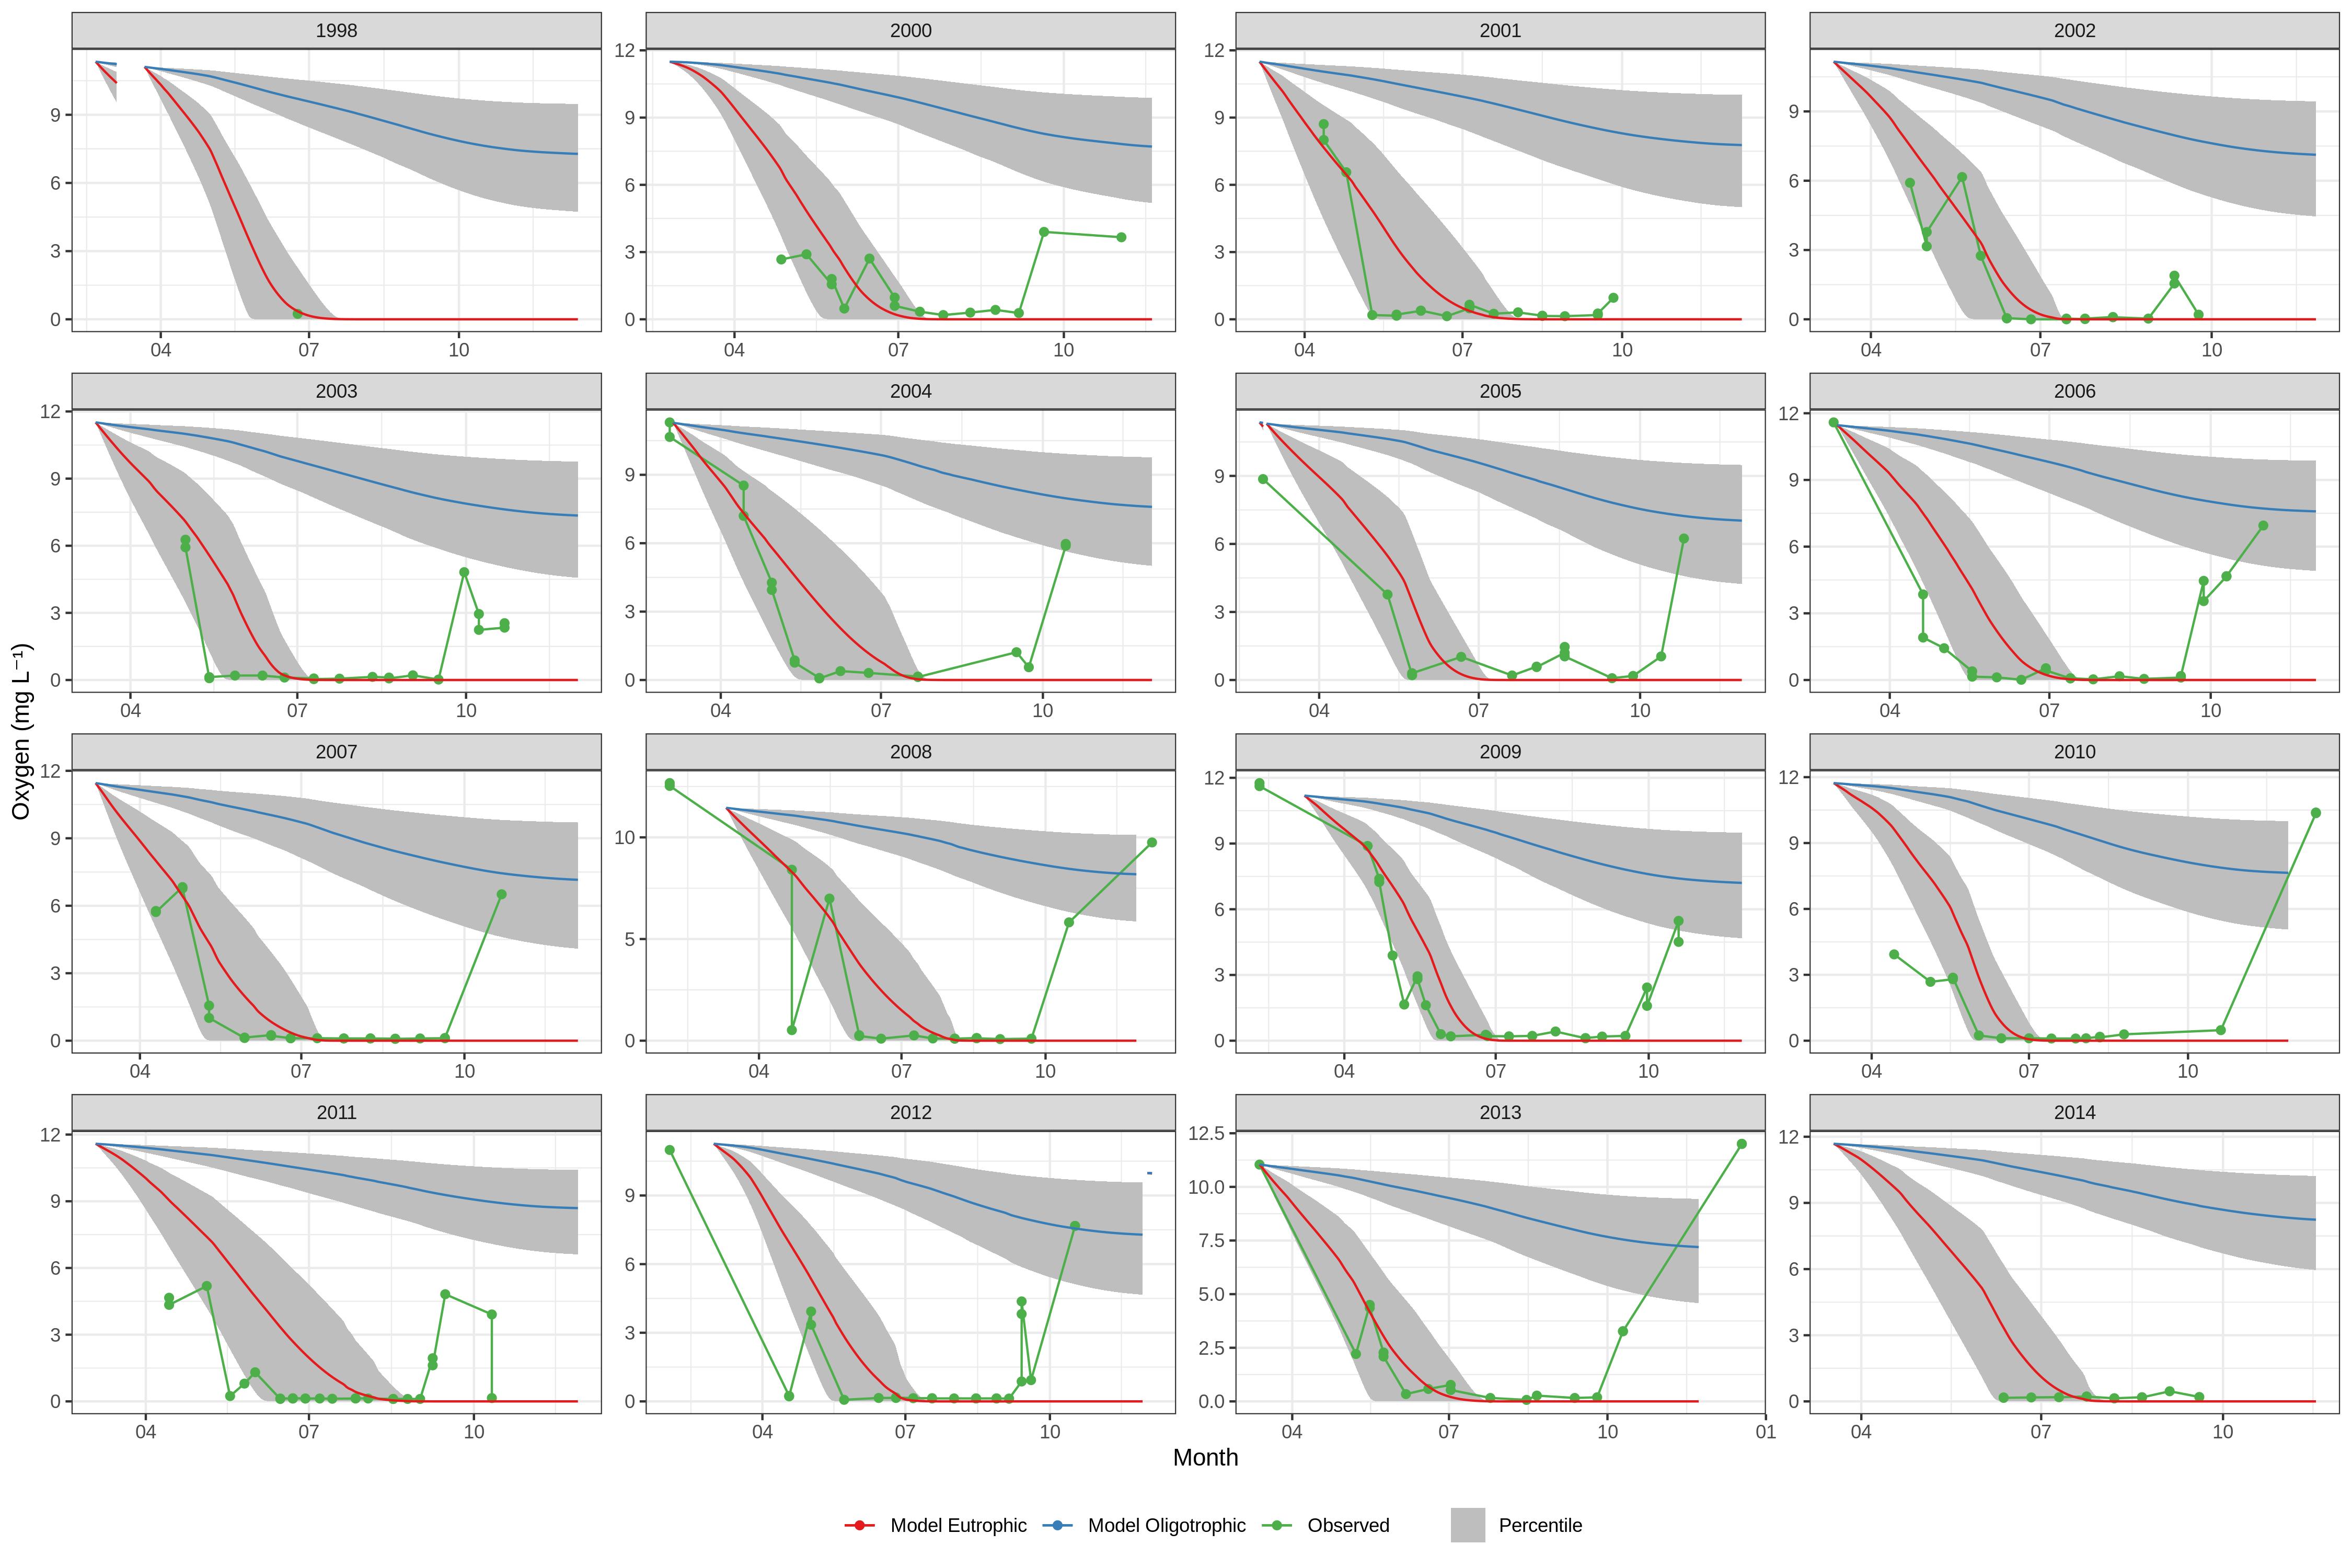 1998 2000 2001 2002
12 12
9 9 9 9
6 6 6 6
3 3 3 3
0 0 0 0
04 07 10 04 07 10 04 07 10 04 07 10
2003 2004 2005 2006
12 12
9 9 9 9
6 6 6 6
3 3 3 3
0 0 0 0
04 07 10 04 07 10 04 07 10 04 07 10
Oxygen (mg L⁻¹)
2007 2008 2009 2010
12 12 12
9 10 9 9
6 5 6 6
3 3 3
0 0 0 0
04 07 10 04 07 10 04 07 10 04 07 10
2011 2012 2013 2014
12 12.5 12
9 9 10.0 9
6 6 7.5 6
5.0
3 3 2.5 3
0 0 0.0 0
04 07 10 04 07 10 04 07 10 01 04 07 10
Month
Model Eutrophic Model Oligotrophic Observed Percentile